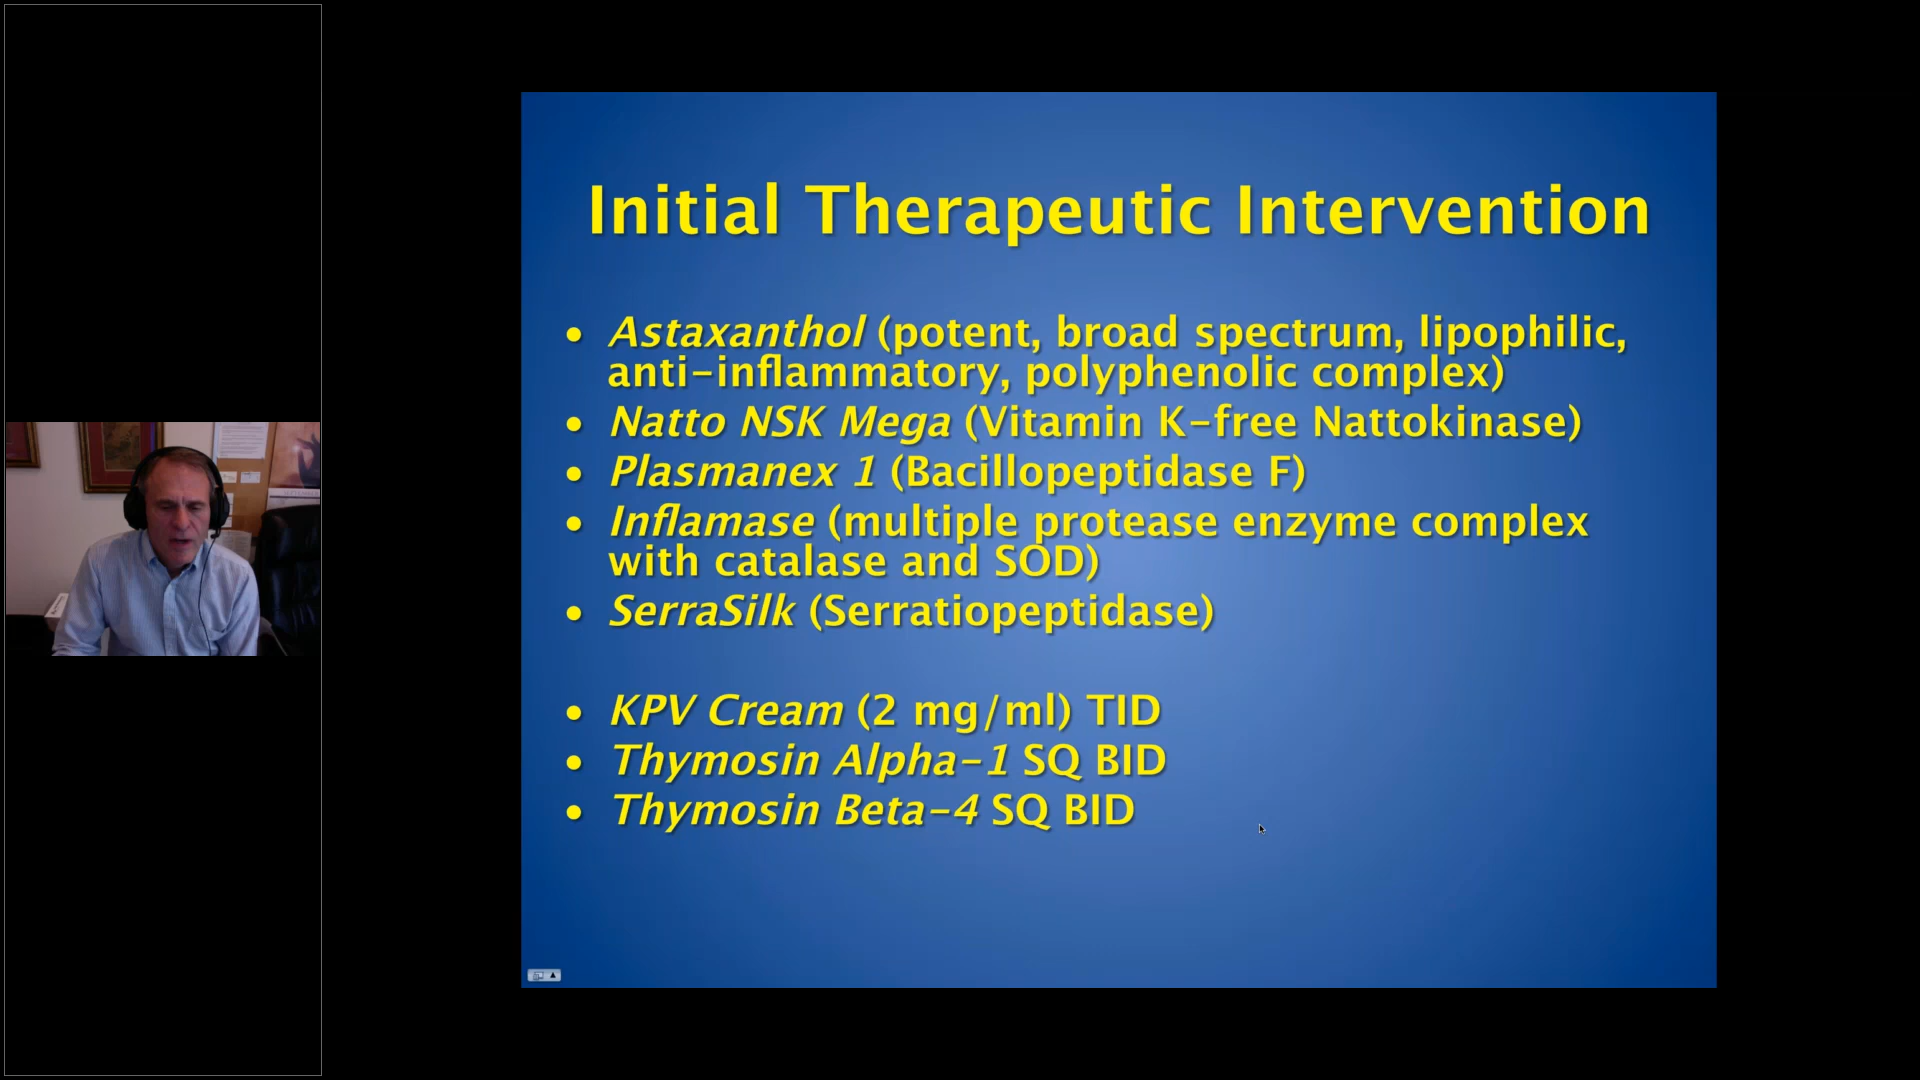 Initial Therapeutic Intervention
• Astaxanthol (potent, broad spectrum, lipophilic,
anti-inflammatory, polyphenolic complex)
• Natto NSK Mega (Vitamin K-free Nattokinase)
• Plasmanex 1 (Bacillopeptidase F)
• Inflamase (multiple protease enzyme complex
with catalase and SOD)
• SerraSilk (Serratiopeptidase)
• KPV Cream (2 mg/ml) TID
• Thymosin Alpha-1 SQ BID
• Thymosin Beta-4 SQ BID